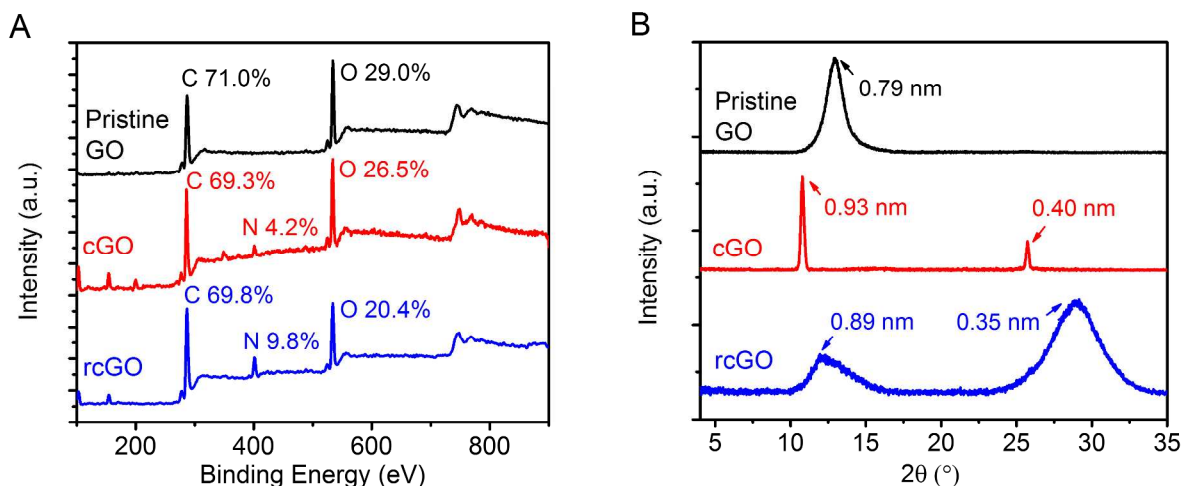 A
C 71.0%
O 29.0%
Pristine
GO
C 69.3%
O 26.5%
N 4.2%
cGO
C 69.8%
O 20.4%
N 9.8%
rcGO
Intensity (a.u.)
200
400
600
800
Binding Energy (eV)
B
0.79 nm
Pristine
GO
0.93 nm
0.40 nm
cGO
0.89 nm
0.35 nm
rcGO
Intensity (a.u.)
5
10
15
20
25
30
35
2θ (°)